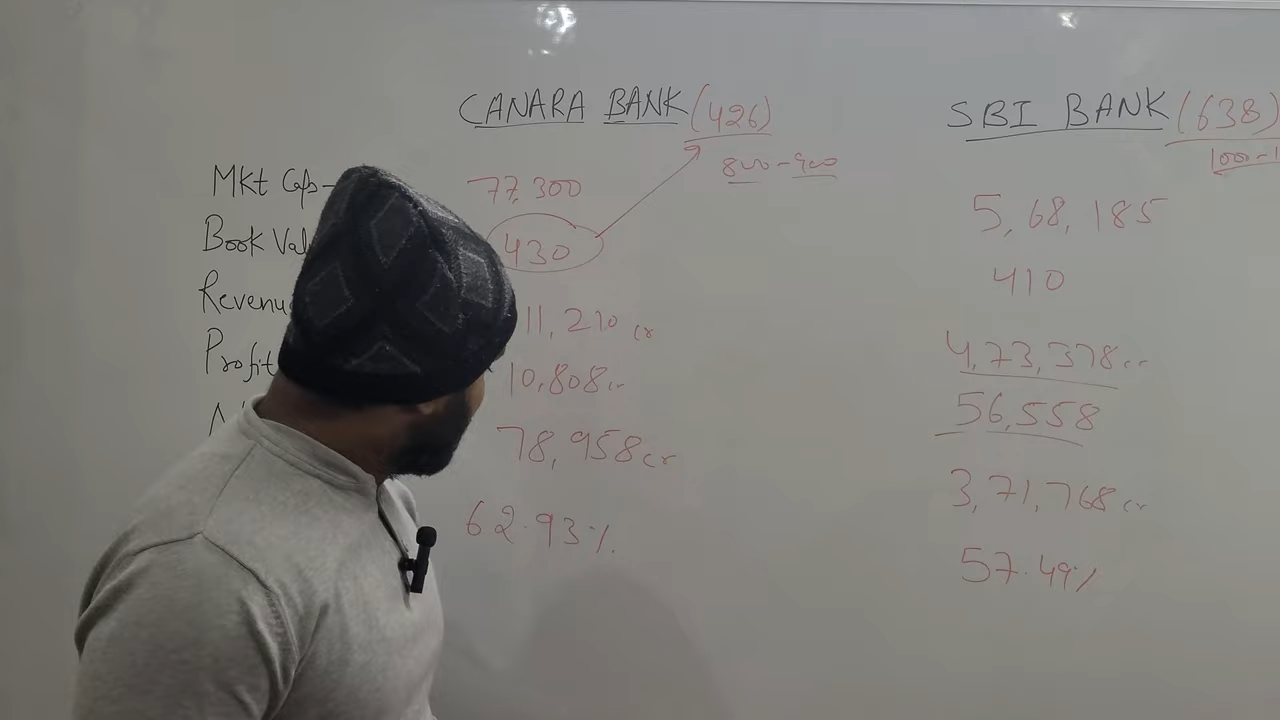 CANARA BANK (426) SBI BANK (638)
800-900
Mkt Cap- 77,300 5,68,185
Book 430 410
11,210 cr 4,73,378 cr
Profit 10,808 cr 56,558
78,958 cr 3,71,768 cr
62.93% 57.49%